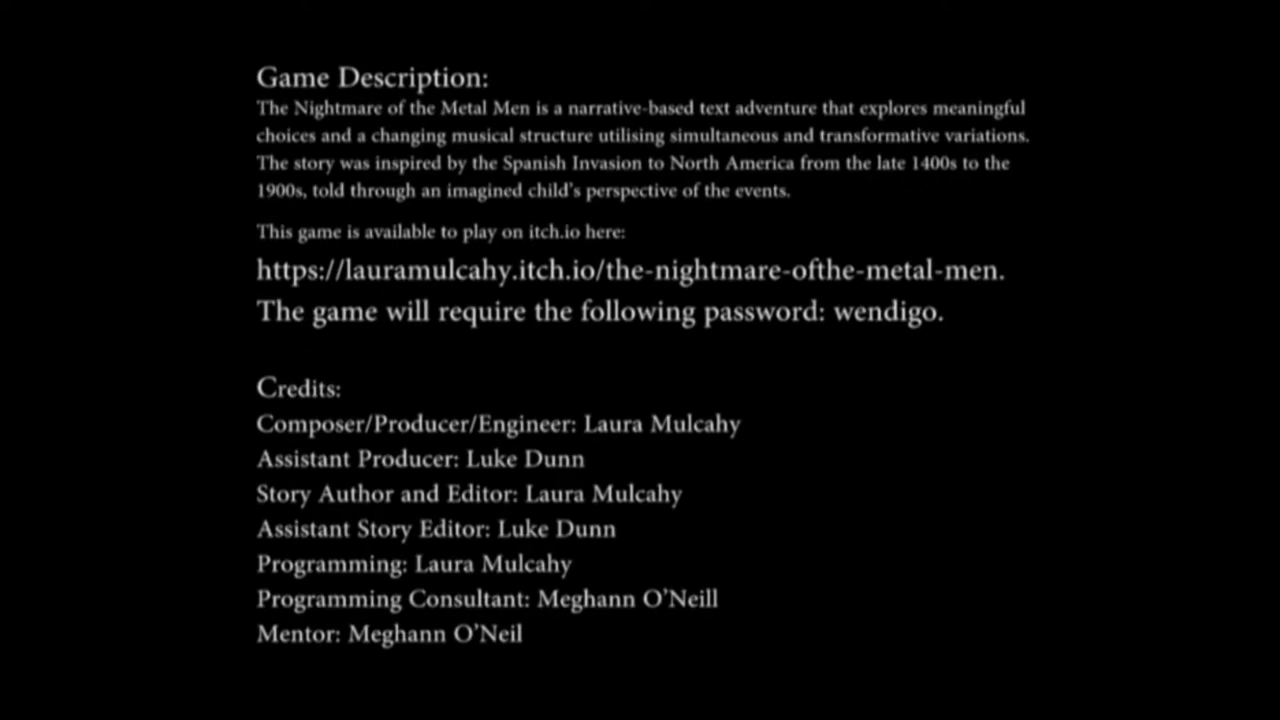 Game Description:
The Nightmare of the Metal Men is a narrative-based text adventure that explores meaningful
choices and a changing musical structure utilising simultaneous and transformative variations.
The story was inspired by the Spanish Invasion to North America from the late 1400s to the
1900s, told through an imagined child's perspective of the events.
This game is available to play on itch.io here:
https://lauramulcahy.itch.io/the-nightmare-ofthe-metal-men.
The game will require the following password: wendigo.
Credits:
Composer/Producer/Engineer: Laura Mulcahy
Assistant Producer: Luke Dunn
Story Author and Editor: Laura Mulcahy
Assistant Story Editor: Luke Dunn
Programming: Laura Mulcahy
Programming Consultant: Meghann O'Neill
Mentor: Meghann O'Neil